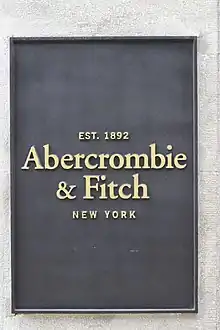 EST. 1892
Abercrombie
& Fitch
NEW YORK